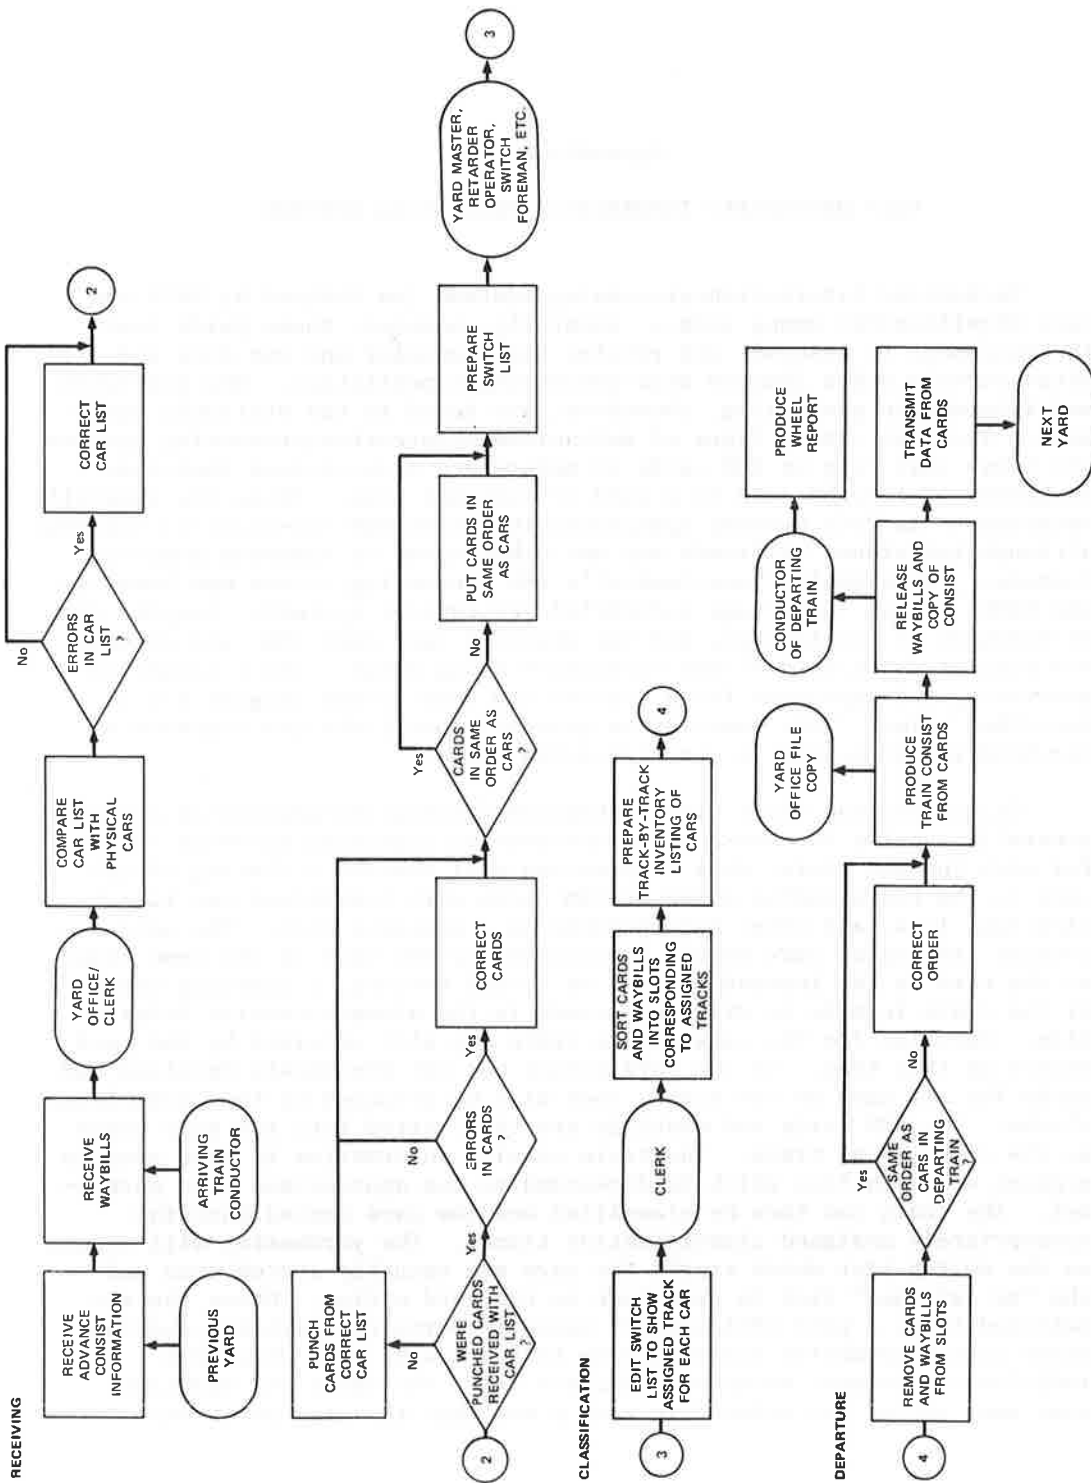 RECEIVING
RECEIVE
ADVANCE
CONSIST
INFORMATION
PREVIOUS
YARD
RECEIVE
WAYBILLS
ARRIVING
TRAIN
CONDUCTOR
YARD
OFFICE/
CLERK
COMPARE
CAR LIST
WITH
PHYSICAL
CARS
ERRORS
IN CAR
LIST
?
No
Yes
CORRECT
CAR LIST
2
2
WERE
PUNCHED CARDS
RECEIVED WITH
CAR LIST
?
No
Yes
PUNCH
CARDS FROM
CORRECT
CAR LIST
ERRORS
IN CARDS
?
No
Yes
CORRECT
CARDS
CARDS
IN SAME
ORDER AS
CARS
?
Yes
No
PUT CARDS IN
SAME ORDER
AS CARS
PREPARE
SWITCH
LIST
YARD MASTER,
RETARDER
OPERATOR,
SWITCH
FOREMAN, ETC.
3
CLASSIFICATION
3
EDIT SWITCH
LIST TO SHOW
ASSIGNED TRACK
FOR EACH CAR
CLERK
SORT CARDS
AND WAYBILLS
INTO SLOTS
CORRESPONDING
TO ASSIGNED
TRACKS
PREPARE
TRACK-BY-TRACK
INVENTORY
LISTING OF
CARS
4
DEPARTURE
4
REMOVE CARDS
AND WAYBILLS
FROM SLOTS
SAME
ORDER AS
CARS IN
DEPARTING
TRAIN
?
Yes
No
CORRECT
ORDER
PRODUCE
TRAIN CONSIST
FROM CARDS
YARD
OFFICE FILE
COPY
RELEASE
WAYBILLS AND
COPY OF
CONSIST
CONDUCTOR
OF DEPARTING
TRAIN
PRODUCE
WHEEL
REPORT
TRANSMIT
DATA FROM
CARDS
NEXT
YARD